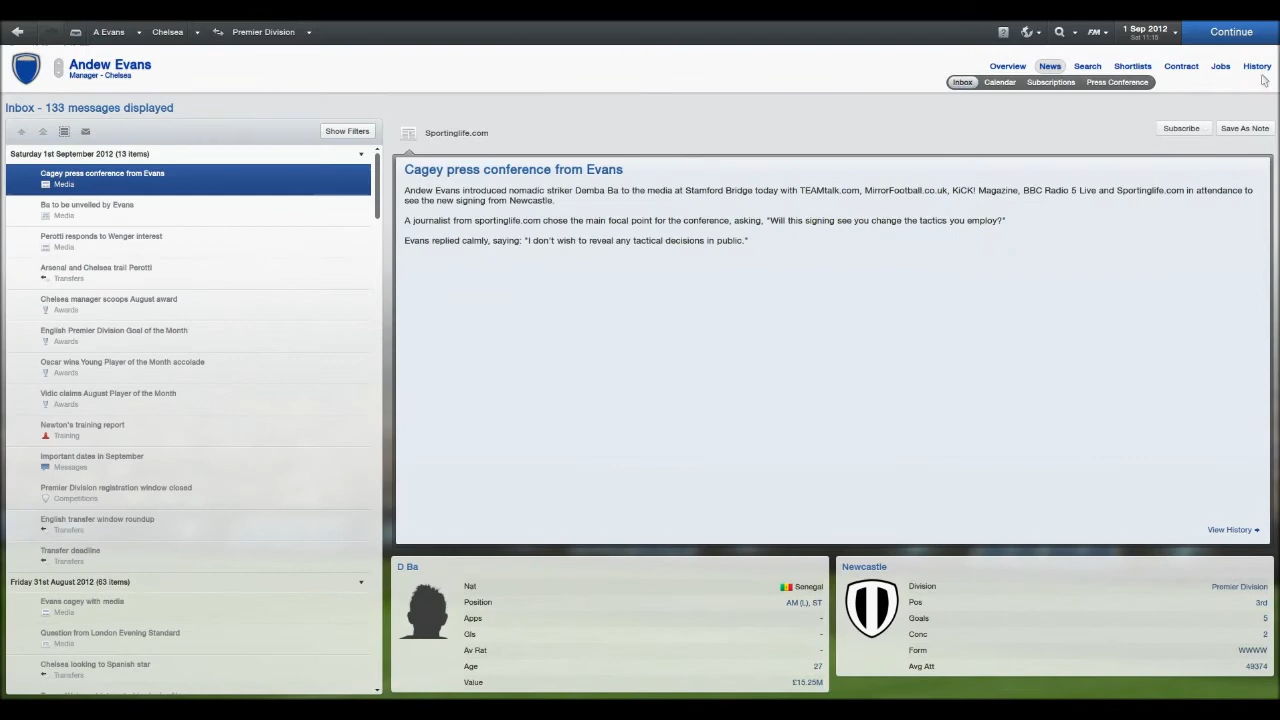 A Evans
Chelsea
Premier Division
FM
1 Sep 2012
Sat 11:15
Continue
Andew Evans
Manager - Chelsea
Overview
News
Search
Shortlists
Contract
Jobs
History
Inbox
Calendar
Subscriptions
Press Conference
Inbox - 133 messages displayed
Show Filters
Saturday 1st September 2012 (13 items)
Cagey press conference from Evans
Media
Ba to be unveiled by Evans
Media
Perotti responds to Wenger interest
Media
Arsenal and Chelsea trail Perotti
Transfers
Chelsea manager scoops August award
Awards
English Premier Division Goal of the Month
Awards
Oscar wins Young Player of the Month accolade
Awards
Vidic claims August Player of the Month
Awards
Newton's training report
Training
Important dates in September
Messages
Premier Division registration window closed
Competitions
English transfer window roundup
Transfers
Transfer deadline
Transfers
Friday 31st August 2012 (63 items)
Evans cagey with media
Media
Question from London Evening Standard
Media
Chelsea looking to Spanish star
Transfers
Sportinglife.com
Subscribe
Save As Note
Cagey press conference from Evans
Andew Evans introduced nomadic striker Demba Ba to the media at Stamford Bridge today with TEAMtalk.com, MirrorFootball.co.uk, KiCK! Magazine, BBC Radio 5 Live and Sportinglife.com in attendance to
see the new signing from Newcastle.
A journalist from sportinglife.com chose the main focal point for the conference, asking, "Will this signing see you change the tactics you employ?"
Evans replied calmly, saying: "I don't wish to reveal any tactical decisions in public."
View History
D Ba
Nat Senegal
Position AM (L), ST
Apps -
Gls -
Av Rat -
Age 27
Value £15.25M
Newcastle
Division Premier Division
Pos 3rd
Goals 5
Conc 2
Form WWWW
Avg Att 49374